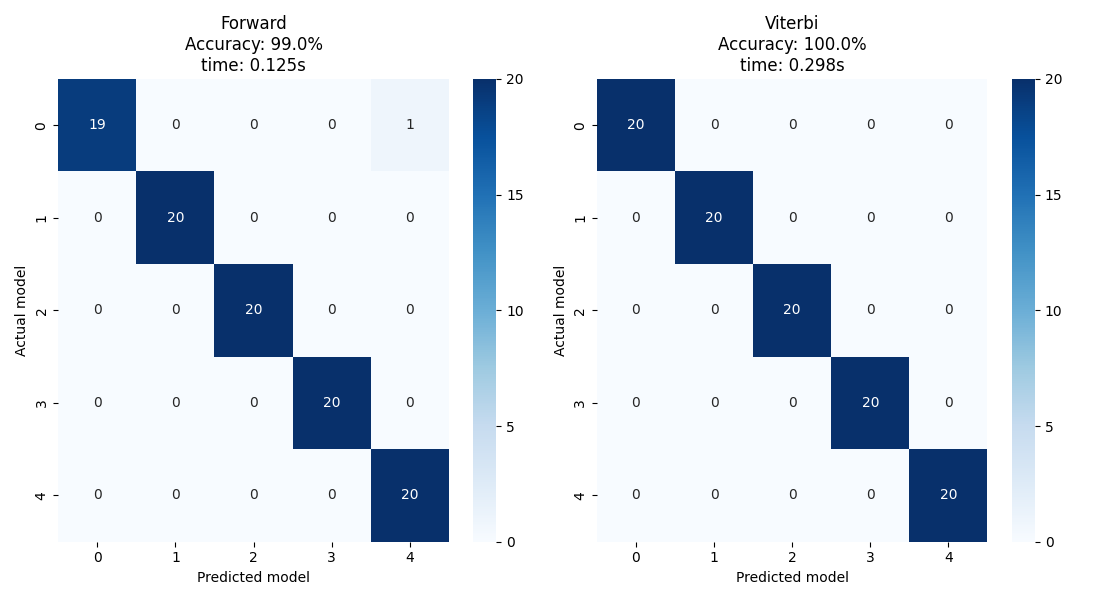 Forward
Accuracy: 99.0%
time: 0.125s
Actual model
0 19 0 0 0 1
1 0 20 0 0 0
2 0 0 20 0 0
3 0 0 0 20 0
4 0 0 0 0 20
0 1 2 3 4
Predicted model
20
15
10
5
0
Viterbi
Accuracy: 100.0%
time: 0.298s
Actual model
0 20 0 0 0 0
1 0 20 0 0 0
2 0 0 20 0 0
3 0 0 0 20 0
4 0 0 0 0 20
0 1 2 3 4
Predicted model
20
15
10
5
0